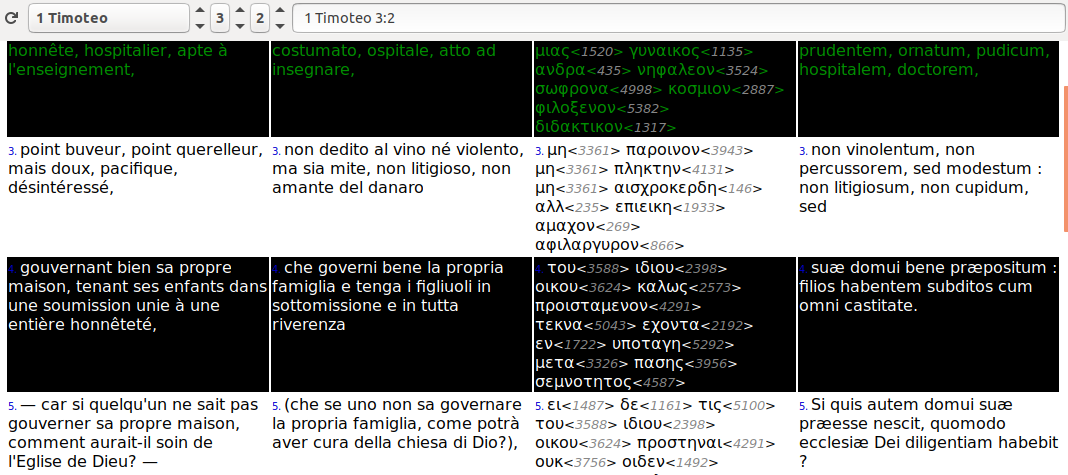 1 Timoteo 3 2 1 Timoteo 3:2
honnête, hospitalier, apte à
l'enseignement,
costumato, ospitale, atto ad
insegnare,
μιας<1520> γυναικος<1135>
ανδρα<435> νηφαλεον<3524>
σωφρονα<4998> κοσμιον<2887>
φιλοξενον<5382>
διδακτικον<1317>
prudentem, ornatum, pudicum,
hospitalem, doctorem,
3. point buveur, point querelleur,
mais doux, pacifique,
désintéressé,
3. non dedito al vino né violento,
ma sia mite, non litigioso, non
amante del danaro
3. μη<3361> παροινον<3943>
μη<3361> πληκτην<4131>
μη<3361> αισχροκερδη<146>
αλλ<235> επιεικη<1933>
αμαχον<269>
αφιλαργυρον<866>
3. non vinolentum, non
percussorem, sed modestum :
non litigiosum, non cupidum,
sed
4. gouvernant bien sa propre
maison, tenant ses enfants dans
une soumission unie à une
entière honnêteté,
4. che governi bene la propria
famiglia e tenga i figliuoli in
sottomissione e in tutta
riverenza
4. του<3588> ιδιου<2398>
οικου<3624> καλως<2573>
προισταμενον<4291>
τεκνα<5043> εχοντα<2192>
εν<1722> υποταγη<5292>
μετα<3326> πασης<3956>
σεμνοτητος<4587>
4. suæ domui bene præpositum :
filios habentem subditos cum
omni castitate.
5. — car si quelqu'un ne sait pas
gouverner sa propre maison,
comment aurait-il soin de
l'Eglise de Dieu? —
5. (che se uno non sa governare
la propria famiglia, come potrà
aver cura della chiesa di Dio?),
5. ει<1487> δε<1161> τις<5100>
του<3588> ιδιου<2398>
οικου<3624> προστηναι<4291>
ουκ<3756> οιδεν<1492>
5. Si quis autem domui suæ
præesse nescit, quomodo
ecclesiæ Dei diligentiam habebit
?